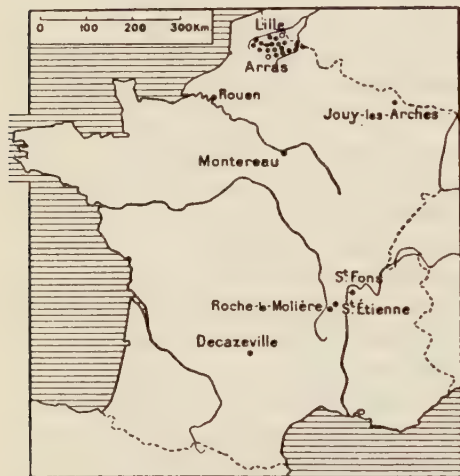 0 100 200 300Km
Lille
Arras
Rouen
Jouy-les-Arches
Montereau
St Fons
Roche-la-Molière
St Étienne
Decazeville